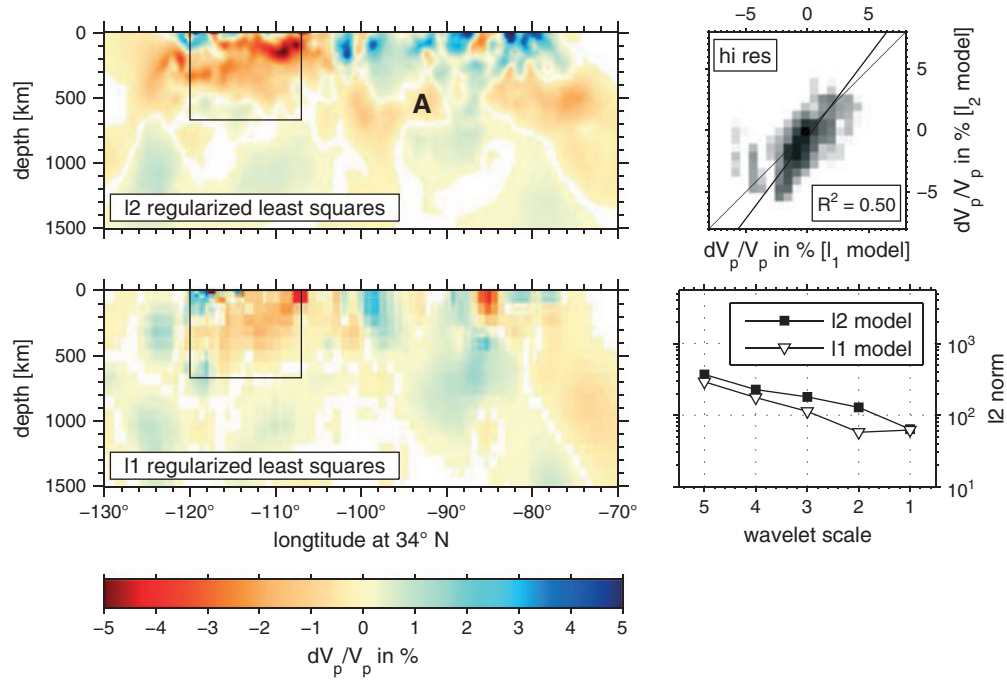 0
500
1000
1500
depth [km]
A
l2 regularized least squares
0
500
1000
1500
depth [km]
l1 regularized least squares
−130 −120° −110° −100° −90° −80° −70°
longtitude at 34° N
−5 −4 −3 −2 −1 0 1 2 3 4 5
dVp/Vp in %
−5 0 5
hi res
5
0
−5
R² = 0.50
dVp/Vp in % [l2 model]
dVp/Vp in % [l1 model]
l2 model
l1 model
10³
10²
10¹
l2 norm
5 4 3 2 1
wavelet scale